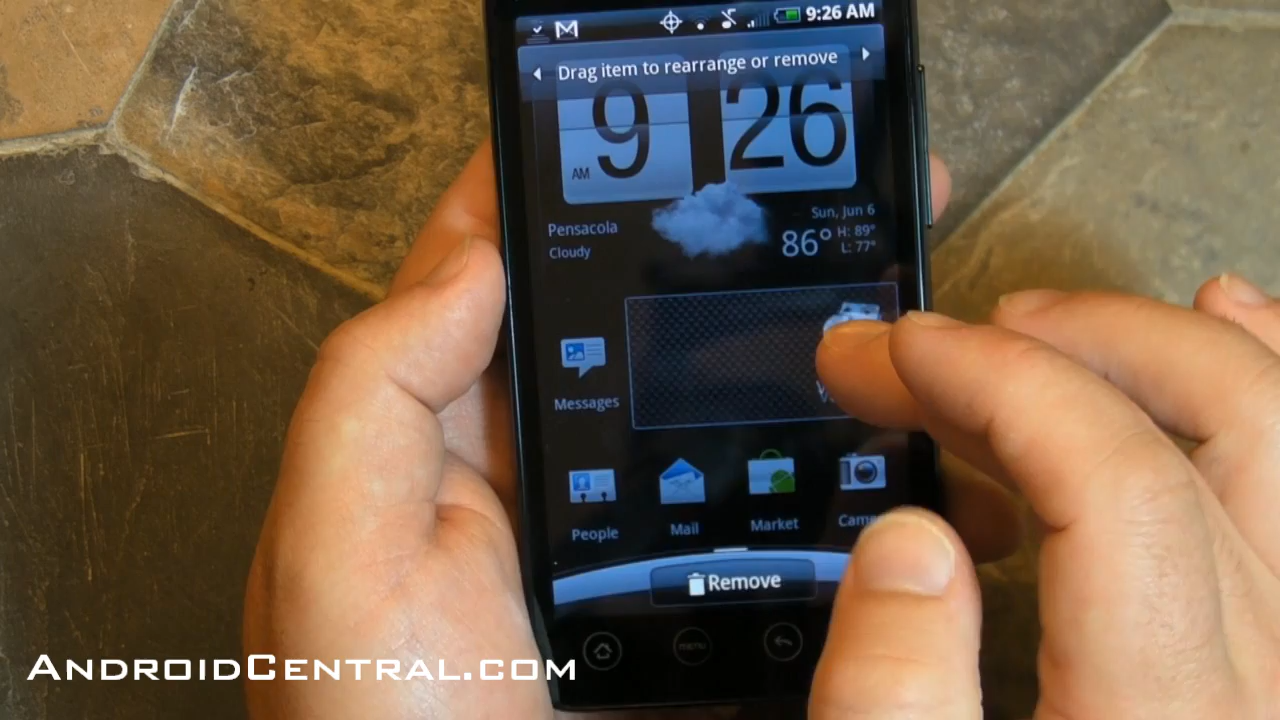 9:26 AM
Drag item to rearrange or remove
9 26
AM
Pensacola
Cloudy
Sun, Jun 6
86° H: 89°
L: 77°
Messages
People
Mail
Market
Remove
menu
ANDROIDCENTRAL.COM